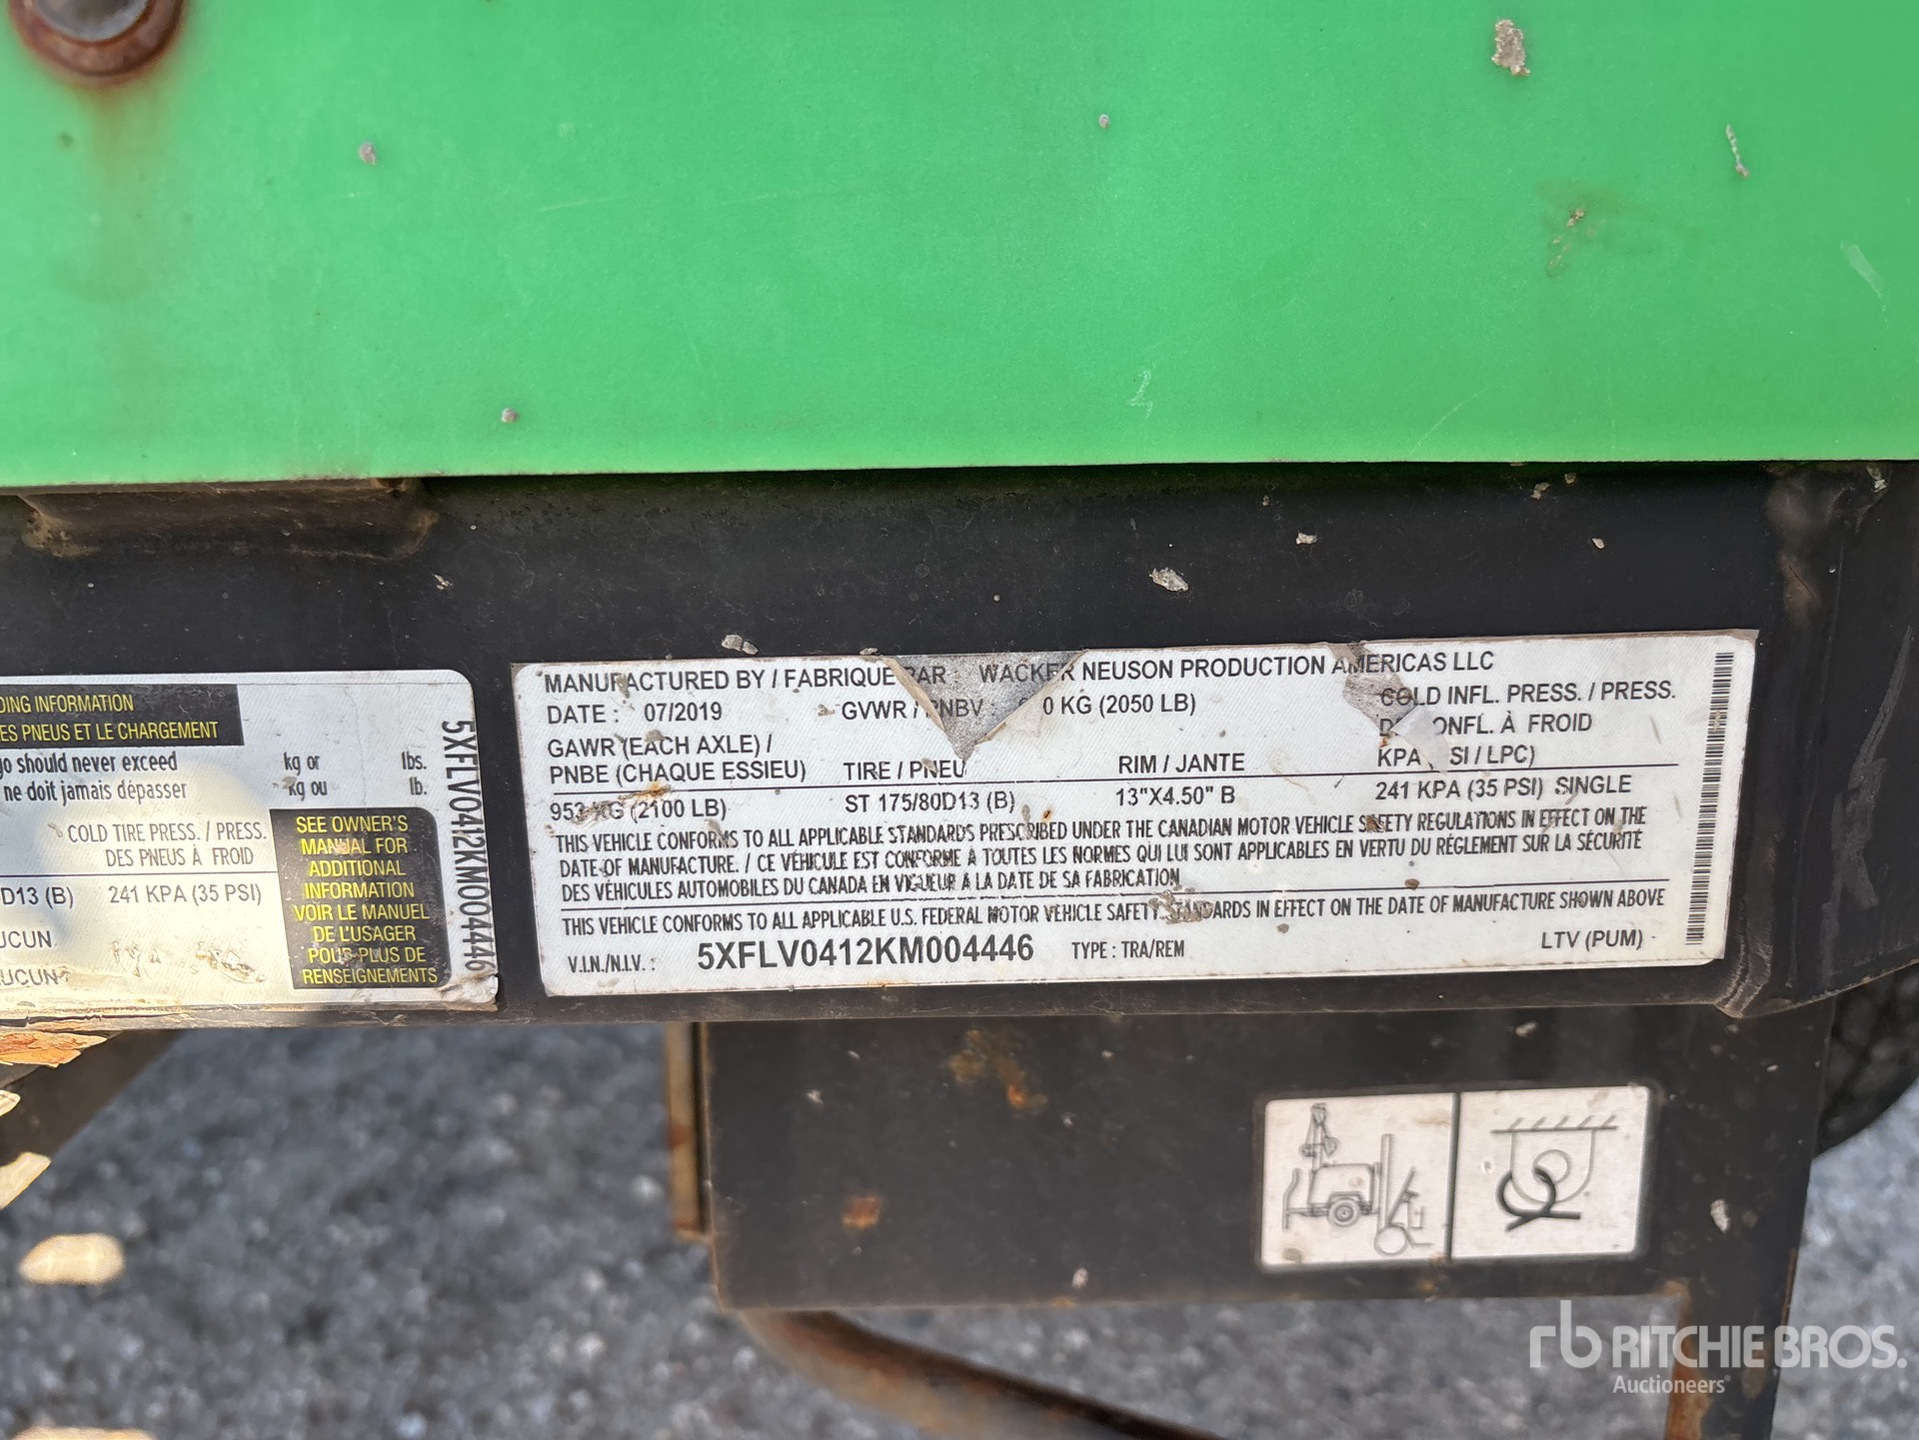 DING INFORMATION
ES PNEUS ET LE CHARGEMENT
go should never exceed kg or lbs.
ne doit jamais dépasser kg ou lb.
COLD TIRE PRESS. / PRESS.
DES PNEUS À FROID
D13 (B) 241 KPA (35 PSI)
UCUN
UCUN
SEE OWNER'S
MANUAL FOR
ADDITIONAL
INFORMATION
VOIR LE MANUEL
DE L'USAGER
POUR PLUS DE
RENSEIGNEMENTS
5XFLV0412KM004446
MANUFACTURED BY / FABRIQUE PAR : WACKER NEUSON PRODUCTION AMERICAS LLC
DATE : 07/2019 GVWR / PNBV : 0 KG (2050 LB)
COLD INFL. PRESS. / PRESS.
D ONFL. À FROID
GAWR (EACH AXLE) /
PNBE (CHAQUE ESSIEU) TIRE / PNEU RIM / JANTE KPA SI / LPC)
953 KG (2100 LB) ST 175/80D13 (B) 13"X4.50" B 241 KPA (35 PSI) SINGLE
THIS VEHICLE CONFORMS TO ALL APPLICABLE STANDARDS PRESCRIBED UNDER THE CANADIAN MOTOR VEHICLE SAFETY REGULATIONS IN EFFECT ON THE
DATE OF MANUFACTURE. / CE VÉHICULE EST CONFORME À TOUTES LES NORMES QUI LUI SONT APPLICABLES EN VERTU DU RÈGLEMENT SUR LA SÉCURITÉ
DES VÉHICULES AUTOMOBILES DU CANADA EN VIGUEUR À LA DATE DE SA FABRICATION
THIS VEHICLE CONFORMS TO ALL APPLICABLE U.S. FEDERAL MOTOR VEHICLE SAFETY STANDARDS IN EFFECT ON THE DATE OF MANUFACTURE SHOWN ABOVE
V.I.N./N.I.V. : 5XFLV0412KM004446 TYPE : TRA/REM LTV (PUM)
rb RITCHIE BROS.
Auctioneers